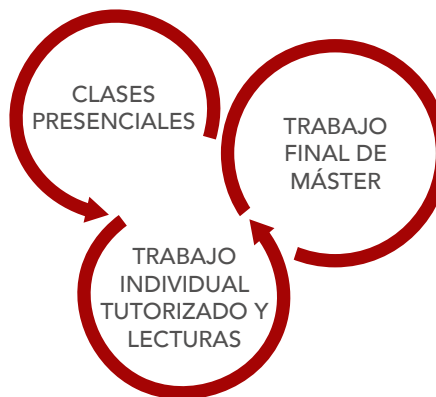 CLASES
PRESENCIALES
TRABAJO
FINAL DE
MÁSTER
TRABAJO
INDIVIDUAL
TUTORIZADO Y
LECTURAS